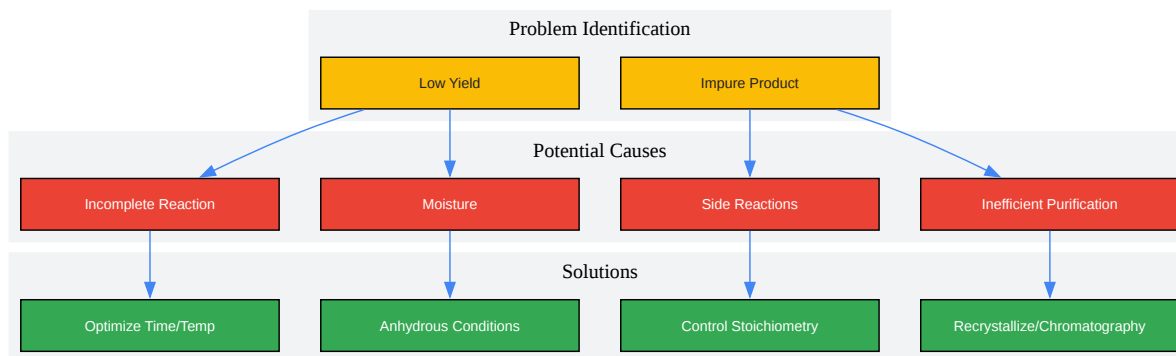 Problem Identification
Low Yield
Impure Product
Potential Causes
Incomplete Reaction
Moisture
Side Reactions
Inefficient Purification
Solutions
Optimize Time/Temp
Anhydrous Conditions
Control Stoichiometry
Recrystallize/Chromatography